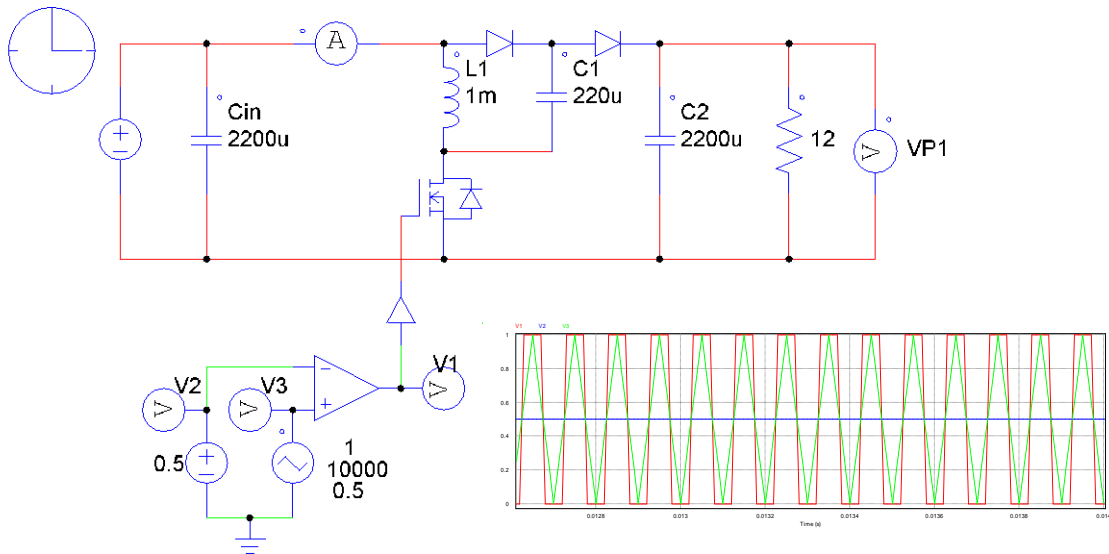 A
L1
1m
C1
220u
Cin
2200u
C2
2200u
12
V
VP1
V1
V
V2
V
V3
V
0.5
1
10000
0.5
V1 V2 V3
1
0.8
0.6
0.4
0.2
0
0.0128 0.013 0.0132 0.0134 0.0136 0.0138 0.014
Time (s)